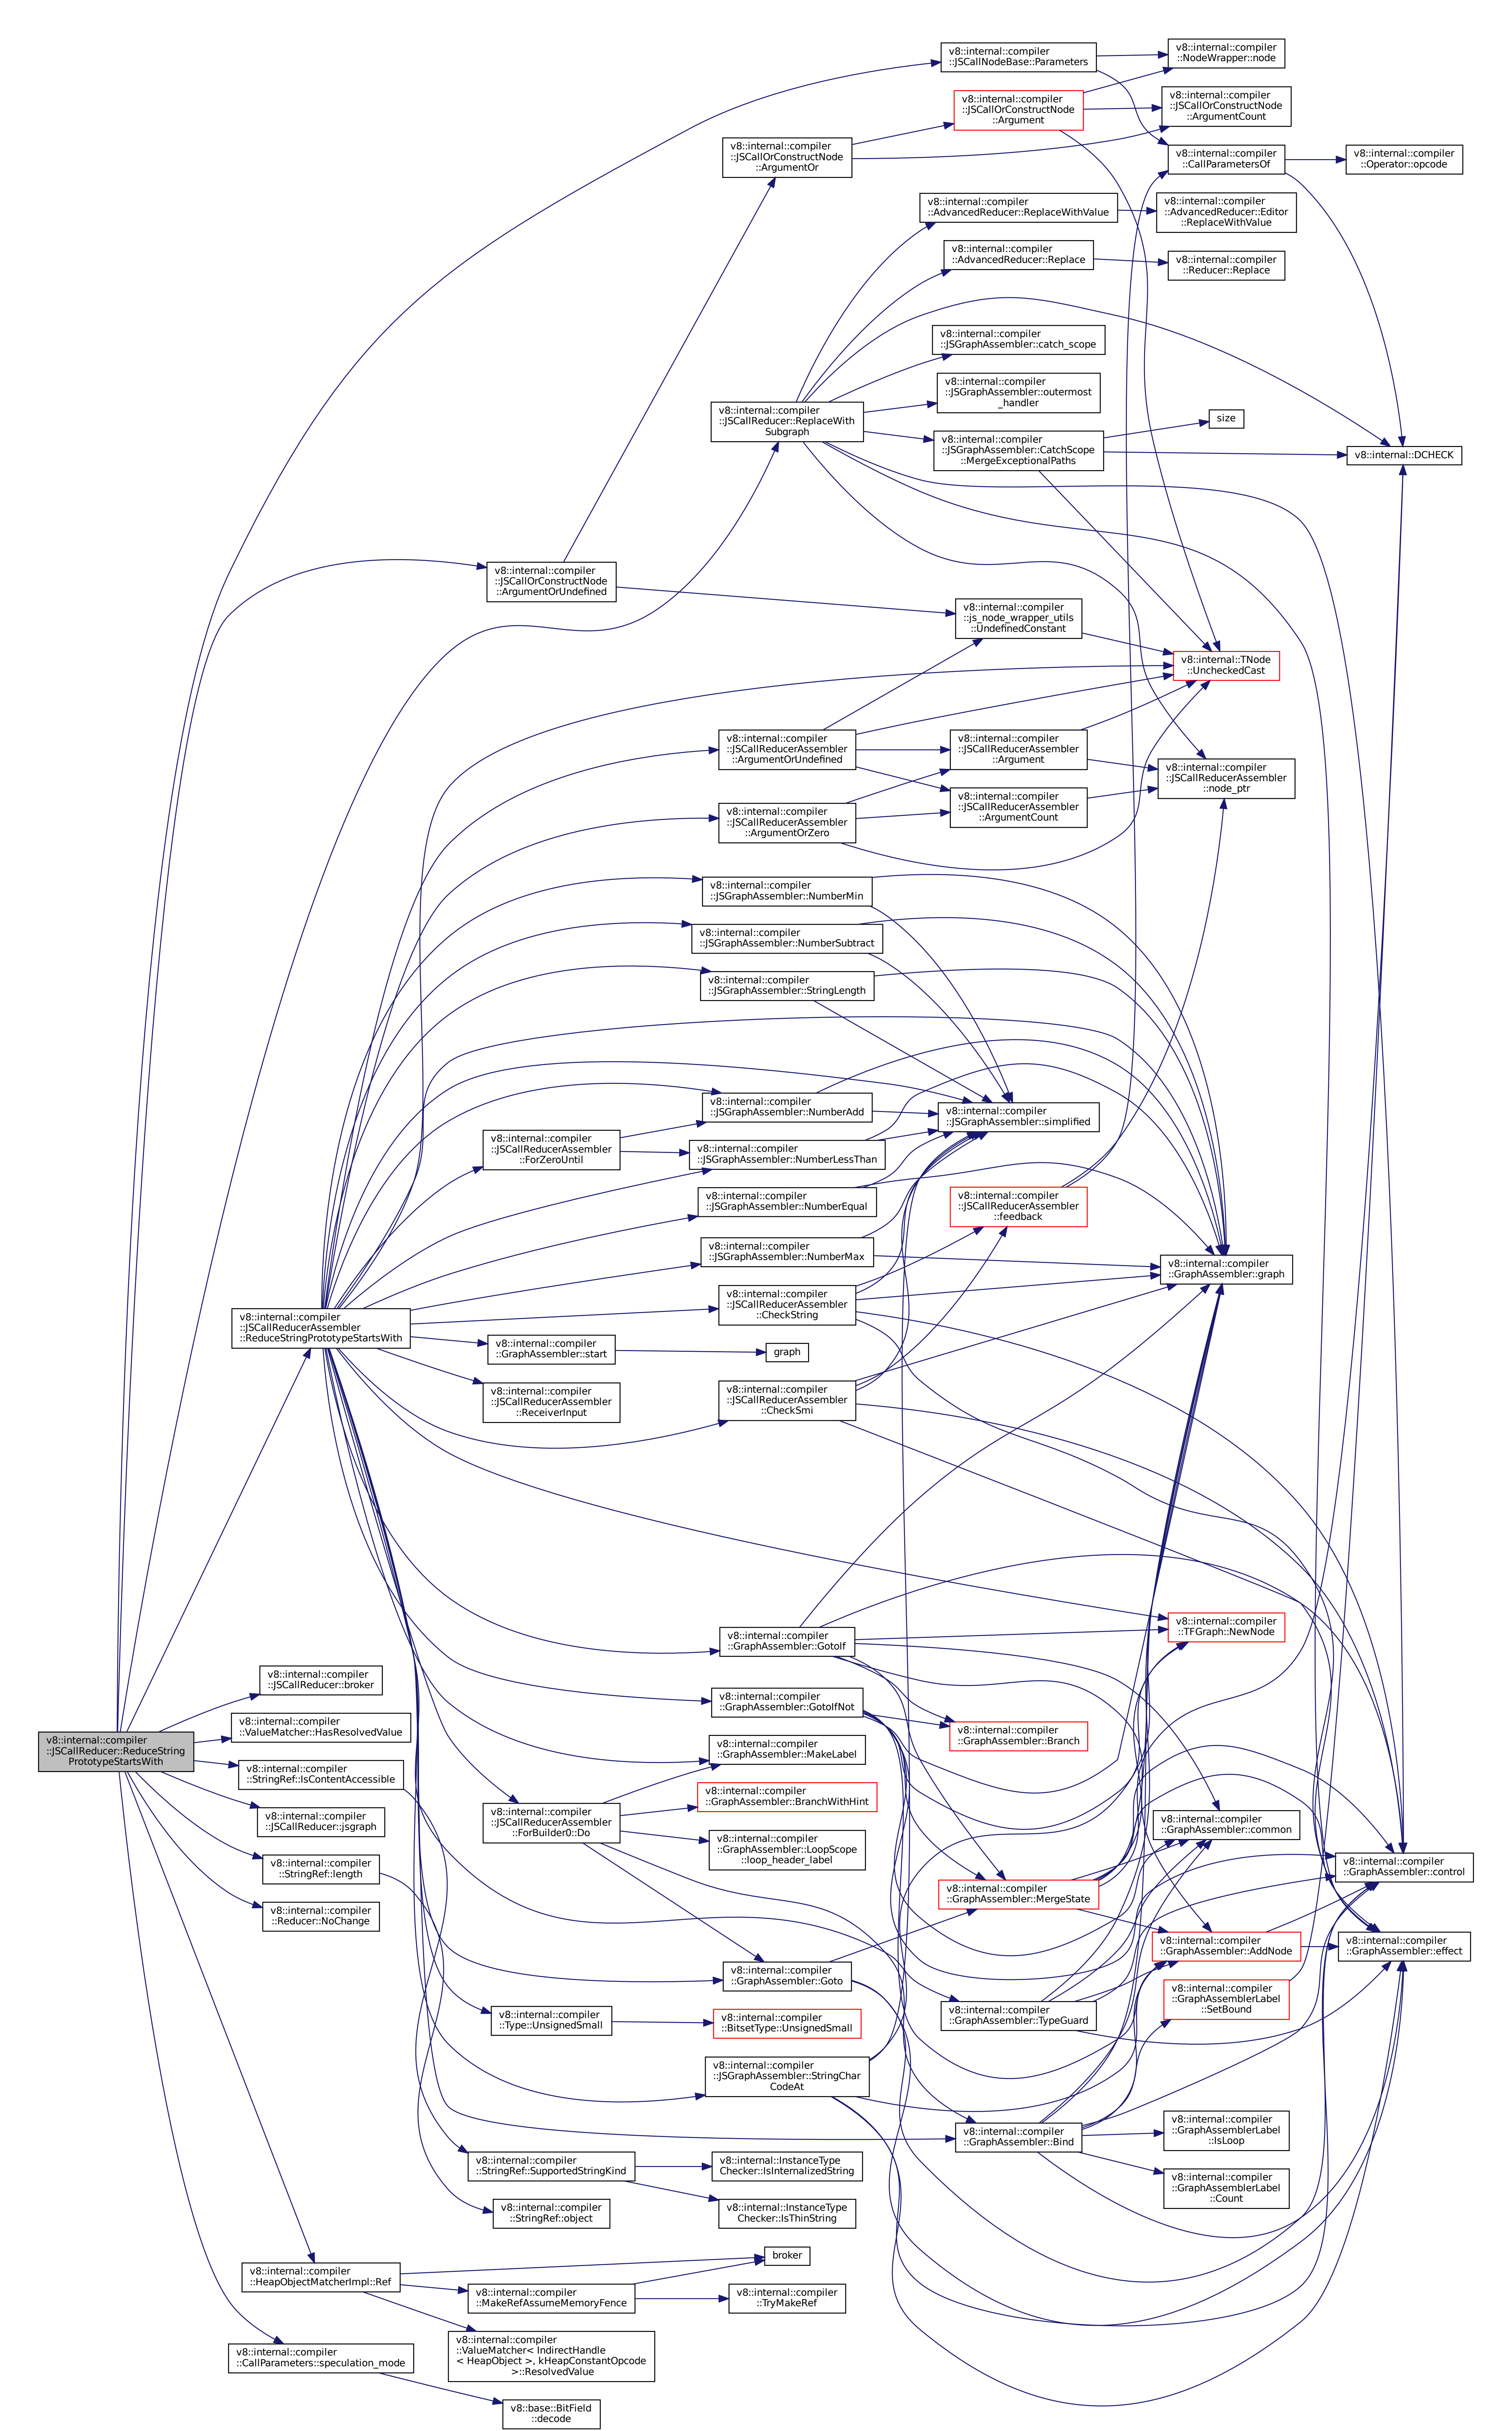 v8::internal::compiler
::JSCallNodeBase::Parameters
v8::internal::compiler
::NodeWrapper::node
v8::internal::compiler
::JSCallOrConstructNode
::Argument
v8::internal::compiler
::JSCallOrConstructNode
::ArgumentCount
v8::internal::compiler
::JSCallOrConstructNode
::ArgumentOr
v8::internal::compiler
::CallParametersOf
v8::internal::compiler
::Operator::opcode
v8::internal::compiler
::AdvancedReducer::ReplaceWithValue
v8::internal::compiler
::AdvancedReducer::Editor
::ReplaceWithValue
v8::internal::compiler
::AdvancedReducer::Replace
v8::internal::compiler
::Reducer::Replace
v8::internal::compiler
::JSGraphAssembler::catch_scope
v8::internal::compiler
::JSGraphAssembler::outermost
_handler
v8::internal::compiler
::JSCallReducer::ReplaceWith
Subgraph
size
v8::internal::compiler
::JSGraphAssembler::CatchScope
::MergeExceptionalPaths
v8::internal::DCHECK
v8::internal::compiler
::JSCallOrConstructNode
::ArgumentOrUndefined
v8::internal::compiler
::js_node_wrapper_utils
::UndefinedConstant
v8::internal::TNode
::UncheckedCast
v8::internal::compiler
::JSCallReducerAssembler
::ArgumentOrUndefined
v8::internal::compiler
::JSCallReducerAssembler
::Argument
v8::internal::compiler
::JSCallReducerAssembler
::node_ptr
v8::internal::compiler
::JSCallReducerAssembler
::ArgumentOrZero
v8::internal::compiler
::JSCallReducerAssembler
::ArgumentCount
v8::internal::compiler
::JSGraphAssembler::NumberMin
v8::internal::compiler
::JSGraphAssembler::NumberSubtract
v8::internal::compiler
::JSGraphAssembler::StringLength
v8::internal::compiler
::JSGraphAssembler::NumberAdd
v8::internal::compiler
::JSGraphAssembler::simplified
v8::internal::compiler
::JSCallReducerAssembler
::ForZeroUntil
v8::internal::compiler
::JSGraphAssembler::NumberLessThan
v8::internal::compiler
::JSGraphAssembler::NumberEqual
v8::internal::compiler
::JSCallReducerAssembler
::feedback
v8::internal::compiler
::JSGraphAssembler::NumberMax
v8::internal::compiler
::GraphAssembler::graph
v8::internal::compiler
::JSCallReducerAssembler
::CheckString
v8::internal::compiler
::JSCallReducerAssembler
::ReduceStringPrototypeStartsWith
v8::internal::compiler
::GraphAssembler::start
graph
v8::internal::compiler
::JSCallReducerAssembler
::ReceiverInput
v8::internal::compiler
::JSCallReducerAssembler
::CheckSmi
v8::internal::compiler
::GraphAssembler::GotoIf
v8::internal::compiler
::TFGraph::NewNode
v8::internal::compiler
::JSCallReducer::broker
v8::internal::compiler
::GraphAssembler::GotoIfNot
v8::internal::compiler
::ValueMatcher::HasResolvedValue
v8::internal::compiler
::GraphAssembler::Branch
v8::internal::compiler
::JSCallReducer::ReduceString
PrototypeStartsWith
v8::internal::compiler
::GraphAssembler::MakeLabel
v8::internal::compiler
::StringRef::IsContentAccessible
v8::internal::compiler
::GraphAssembler::BranchWithHint
v8::internal::compiler
::JSCallReducer::jsgraph
v8::internal::compiler
::JSCallReducerAssembler
::ForBuilder0::Do
v8::internal::compiler
::GraphAssembler::common
v8::internal::compiler
::GraphAssembler::LoopScope
::loop_header_label
v8::internal::compiler
::StringRef::length
v8::internal::compiler
::GraphAssembler::control
v8::internal::compiler
::GraphAssembler::MergeState
v8::internal::compiler
::Reducer::NoChange
v8::internal::compiler
::GraphAssembler::AddNode
v8::internal::compiler
::GraphAssembler::effect
v8::internal::compiler
::GraphAssembler::Goto
v8::internal::compiler
::GraphAssemblerLabel
::SetBound
v8::internal::compiler
::GraphAssembler::TypeGuard
v8::internal::compiler
::Type::UnsignedSmall
v8::internal::compiler
::BitsetType::UnsignedSmall
v8::internal::compiler
::JSGraphAssembler::StringChar
CodeAt
v8::internal::compiler
::GraphAssembler::Bind
v8::internal::compiler
::GraphAssemblerLabel
::IsLoop
v8::internal::compiler
::StringRef::SupportedStringKind
v8::internal::InstanceType
Checker::IsInternalizedString
v8::internal::compiler
::GraphAssemblerLabel
::Count
v8::internal::compiler
::StringRef::object
v8::internal::InstanceType
Checker::IsThinString
broker
v8::internal::compiler
::HeapObjectMatcherImpl::Ref
v8::internal::compiler
::MakeRefAssumeMemoryFence
v8::internal::compiler
::TryMakeRef
v8::internal::compiler
::ValueMatcher< IndirectHandle
< HeapObject >, kHeapConstantOpcode
>::ResolvedValue
v8::internal::compiler
::CallParameters::speculation_mode
v8::base::BitField
::decode